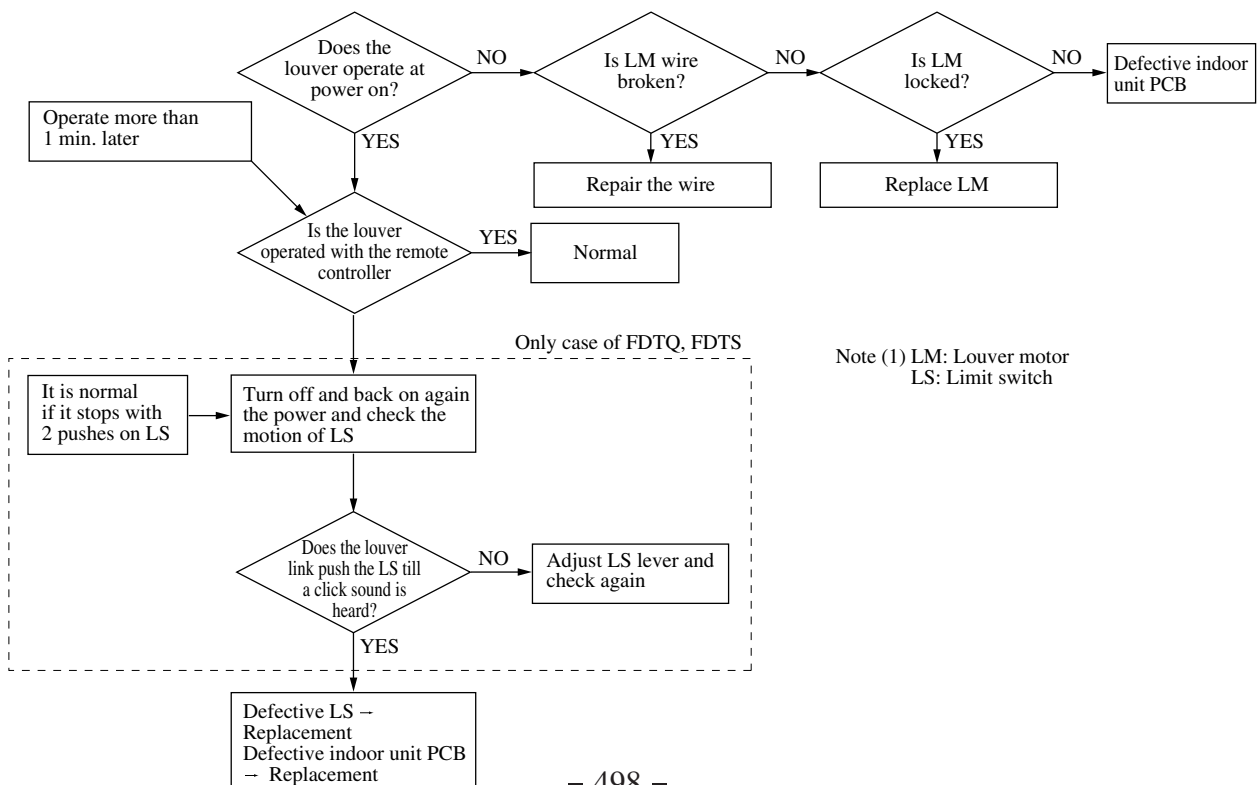 Does the
louver operate at
power on?
NO
Is LM wire
broken?
NO
Is LM
locked?
NO
Defective indoor
unit PCB
Operate more than
1 min. later
YES
YES
YES
Repair the wire
Replace LM
Is the louver
operated with the remote
controller
YES
Normal
Only case of FDTQ, FDTS
Note (1) LM: Louver motor
LS: Limit switch
It is normal
if it stops with
2 pushes on LS
Turn off and back on again
the power and check the
motion of LS
Does the louver
link push the LS till
a click sound is
heard?
NO
Adjust LS lever and
check again
YES
Defective LS →
Replacement
Defective indoor unit PCB
→ Replacement
– 498 –